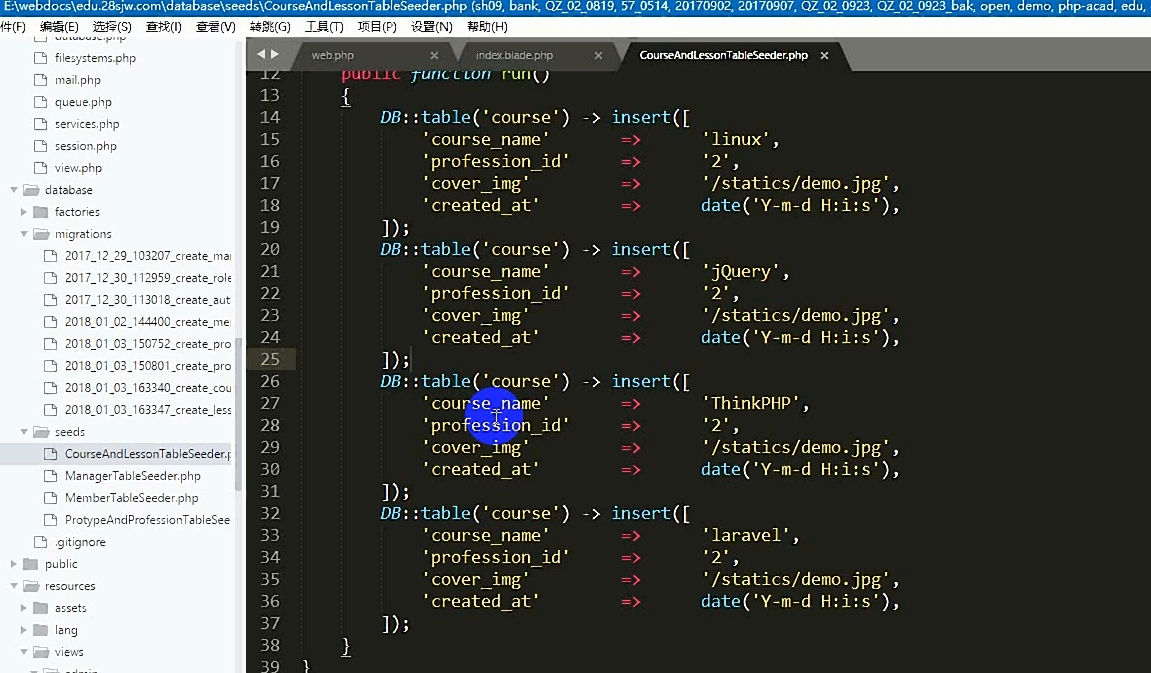 E:\webdocs\edu.28sjw.com\database\seeds\CourseAndLessonTableSeeder.php (sh09, bank, QZ_02_0819, 57_0514, 20170902, 20170907, QZ_02_0923, QZ_02_0923_bak, open, demo, php-acad, edu,
件(F) 编辑(E) 选择(S) 查找(I) 查看(V) 转跳(G) 工具(T) 项目(P) 设置(N) 帮助(H)
database.php
filesystems.php
mail.php
queue.php
services.php
session.php
view.php
database
factories
migrations
2017_12_29_103207_create_mai
2017_12_30_112959_create_role
2017_12_30_113018_create_aut
2018_01_02_144400_create_me
2018_01_03_150752_create_pro
2018_01_03_150801_create_pro
2018_01_03_163340_create_cou
2018_01_03_163347_create_less
seeds
CourseAndLessonTableSeeder.p
ManagerTableSeeder.php
MemberTableSeeder.php
ProtypeAndProfessionTableSee
.gitignore
public
resources
assets
lang
views
admin
web.php × index.blade.php × CourseAndLessonTableSeeder.php ×
12 public function run()
13 {
14 DB::table('course') -> insert([
15 'course_name' => 'linux',
16 'profession_id' => '2',
17 'cover_img' => '/statics/demo.jpg',
18 'created_at' => date('Y-m-d H:i:s'),
19 ]);
20 DB::table('course') -> insert([
21 'course_name' => 'jQuery',
22 'profession_id' => '2',
23 'cover_img' => '/statics/demo.jpg',
24 'created_at' => date('Y-m-d H:i:s'),
25 ]);
26 DB::table('course') -> insert([
27 'course_name' => 'ThinkPHP',
28 'profession_id' => '2',
29 'cover_img' => '/statics/demo.jpg',
30 'created_at' => date('Y-m-d H:i:s'),
31 ]);
32 DB::table('course') -> insert([
33 'course_name' => 'laravel',
34 'profession_id' => '2',
35 'cover_img' => '/statics/demo.jpg',
36 'created_at' => date('Y-m-d H:i:s'),
37 ]);
38 }
39 }